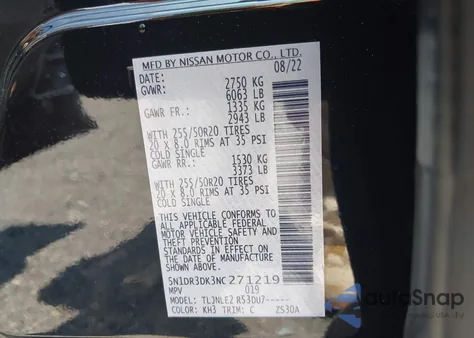 MFD BY NISSAN MOTOR CO., LTD.
DATE: 08/22
GVWR: 2750 KG
6063 LB
GAWR FR.: 1335 KG
2943 LB
WITH 255/50R20 TIRES
20 X 8.0 RIMS AT 35 PSI
COLD SINGLE
GAWR RR.: 1530 KG
3373 LB
WITH 255/50R20 TIRES
20 X 8.0 RIMS AT 35 PSI
COLD SINGLE
THIS VEHICLE CONFORMS TO
ALL APPLICABLE FEDERAL
MOTOR VEHICLE SAFETY AND
THEFT PREVENTION
STANDARDS IN EFFECT ON
THE DATE OF MANUFACTURE
SHOWN ABOVE.
5N1DR3DK3NC271219
MPV 019
MODEL: TLJNLE2 RS3DU7-----
COLOR: KH3 TRIM: C ZS30A
AutoSnap